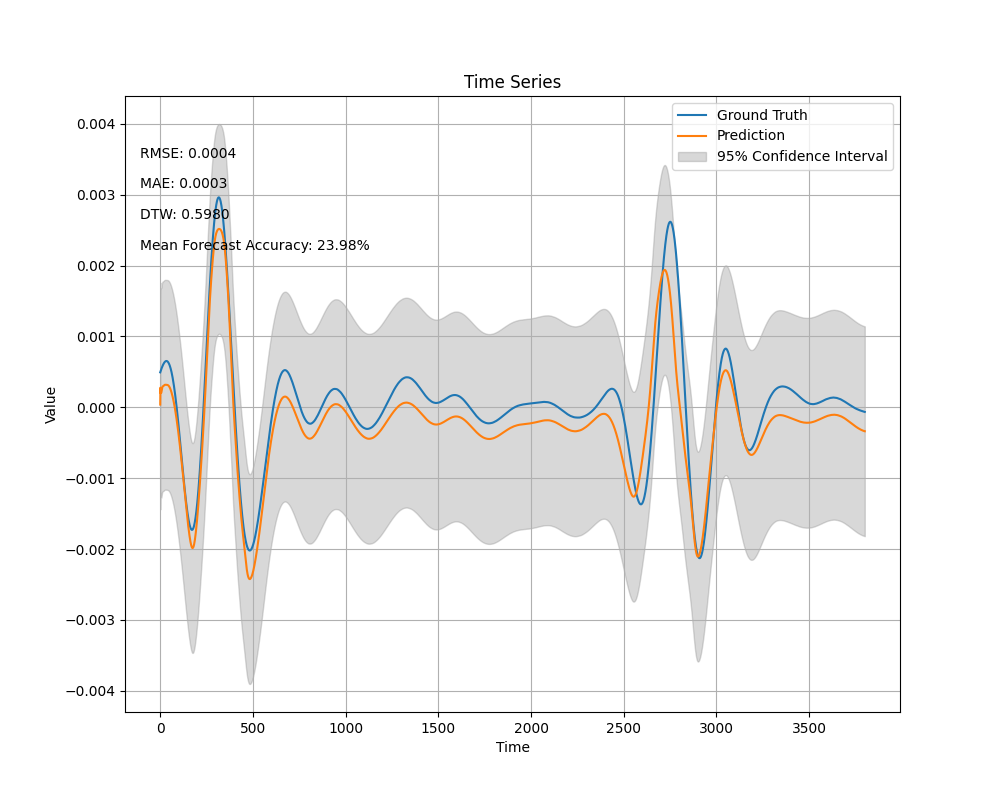 Time Series
Ground Truth
Prediction
95% Confidence Interval
RMSE: 0.0004
MAE: 0.0003
DTW: 0.5980
Mean Forecast Accuracy: 23.98%
0.004
0.003
0.002
0.001
0.000
−0.001
−0.002
−0.003
−0.004
Value
0 500 1000 1500 2000 2500 3000 3500
Time